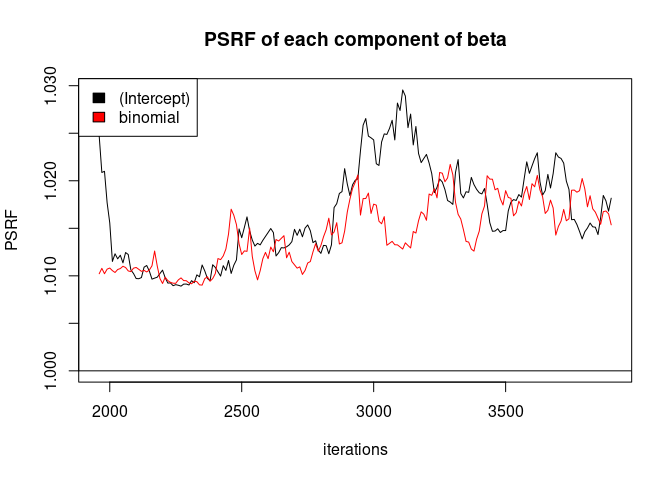 PSRF of each component of beta
(Intercept)
binomial
PSRF
1.030
1.020
1.010
1.000
2000 2500 3000 3500
iterations